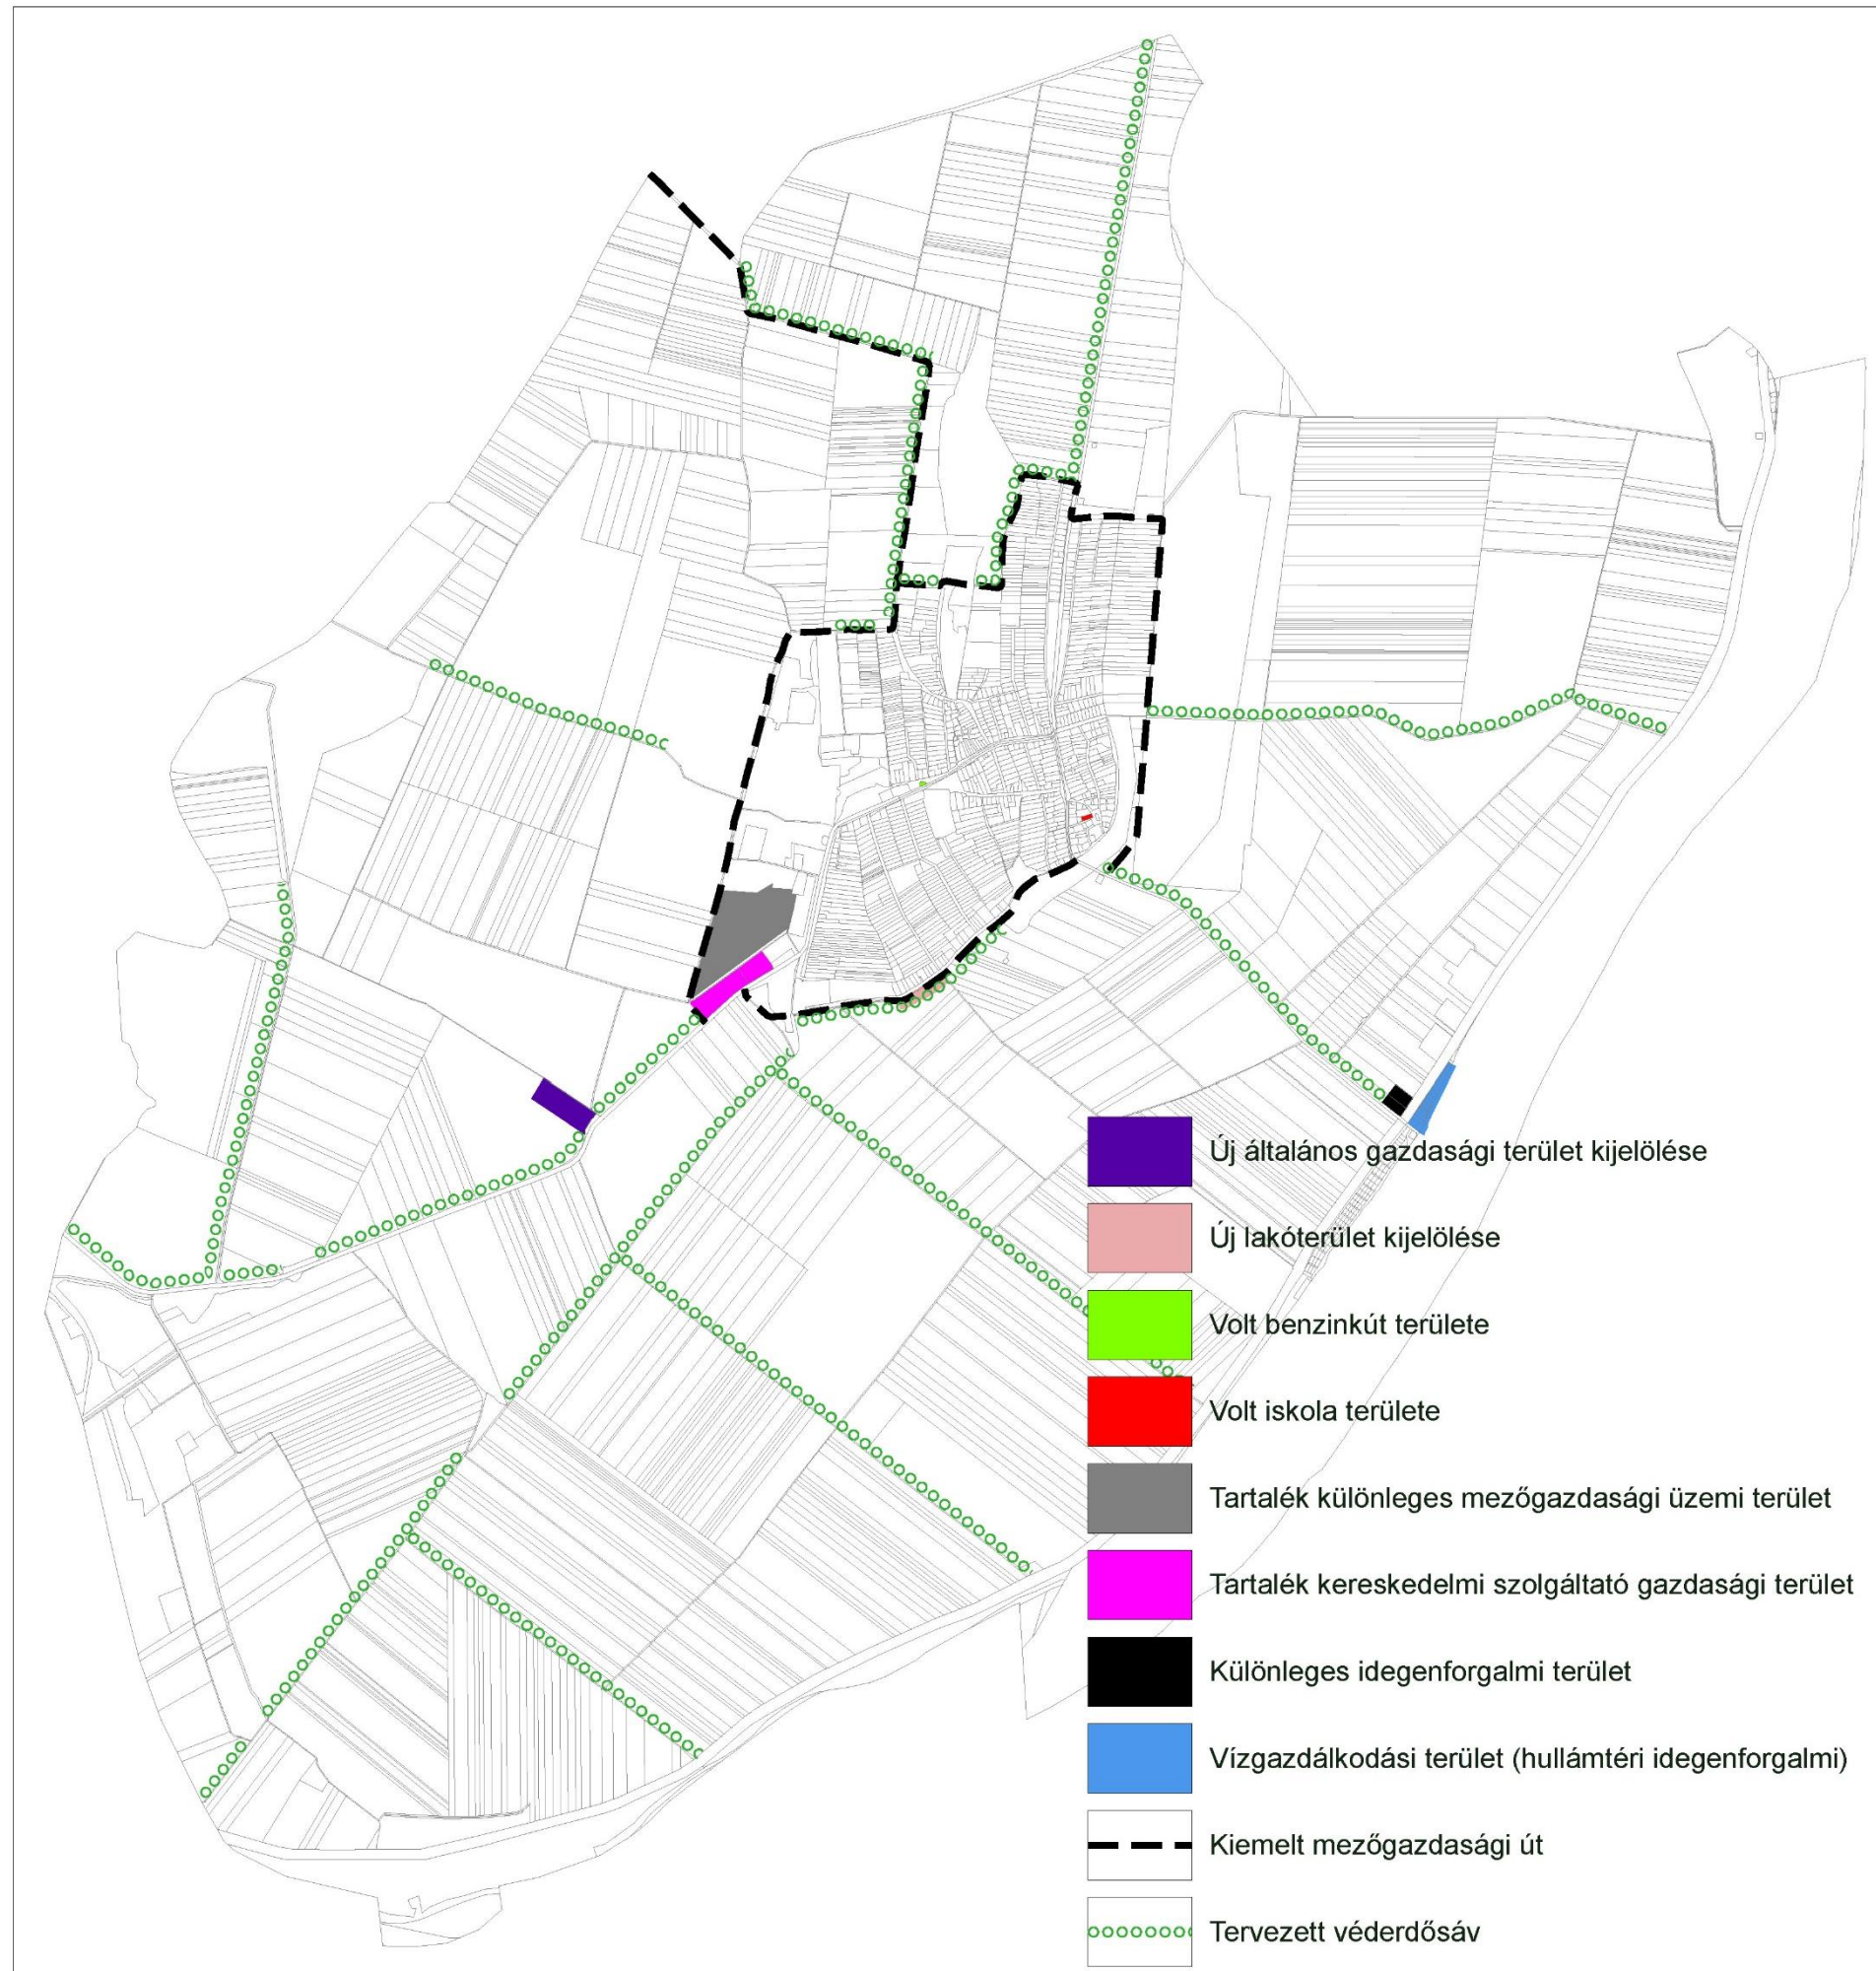 Új általános gazdasági terület kijelölése
Új lakóterület kijelölése
Volt benzinkút területe
Volt iskola területe
Tartalék különleges mezőgazdasági üzemi terület
Tartalék kereskedelmi szolgáltató gazdasági terület
Különleges idegenforgalmi terület
Vízgazdálkodási terület (hullámtéri idegenforgalmi)
Kiemelt mezőgazdasági út
Tervezett véderdősáv